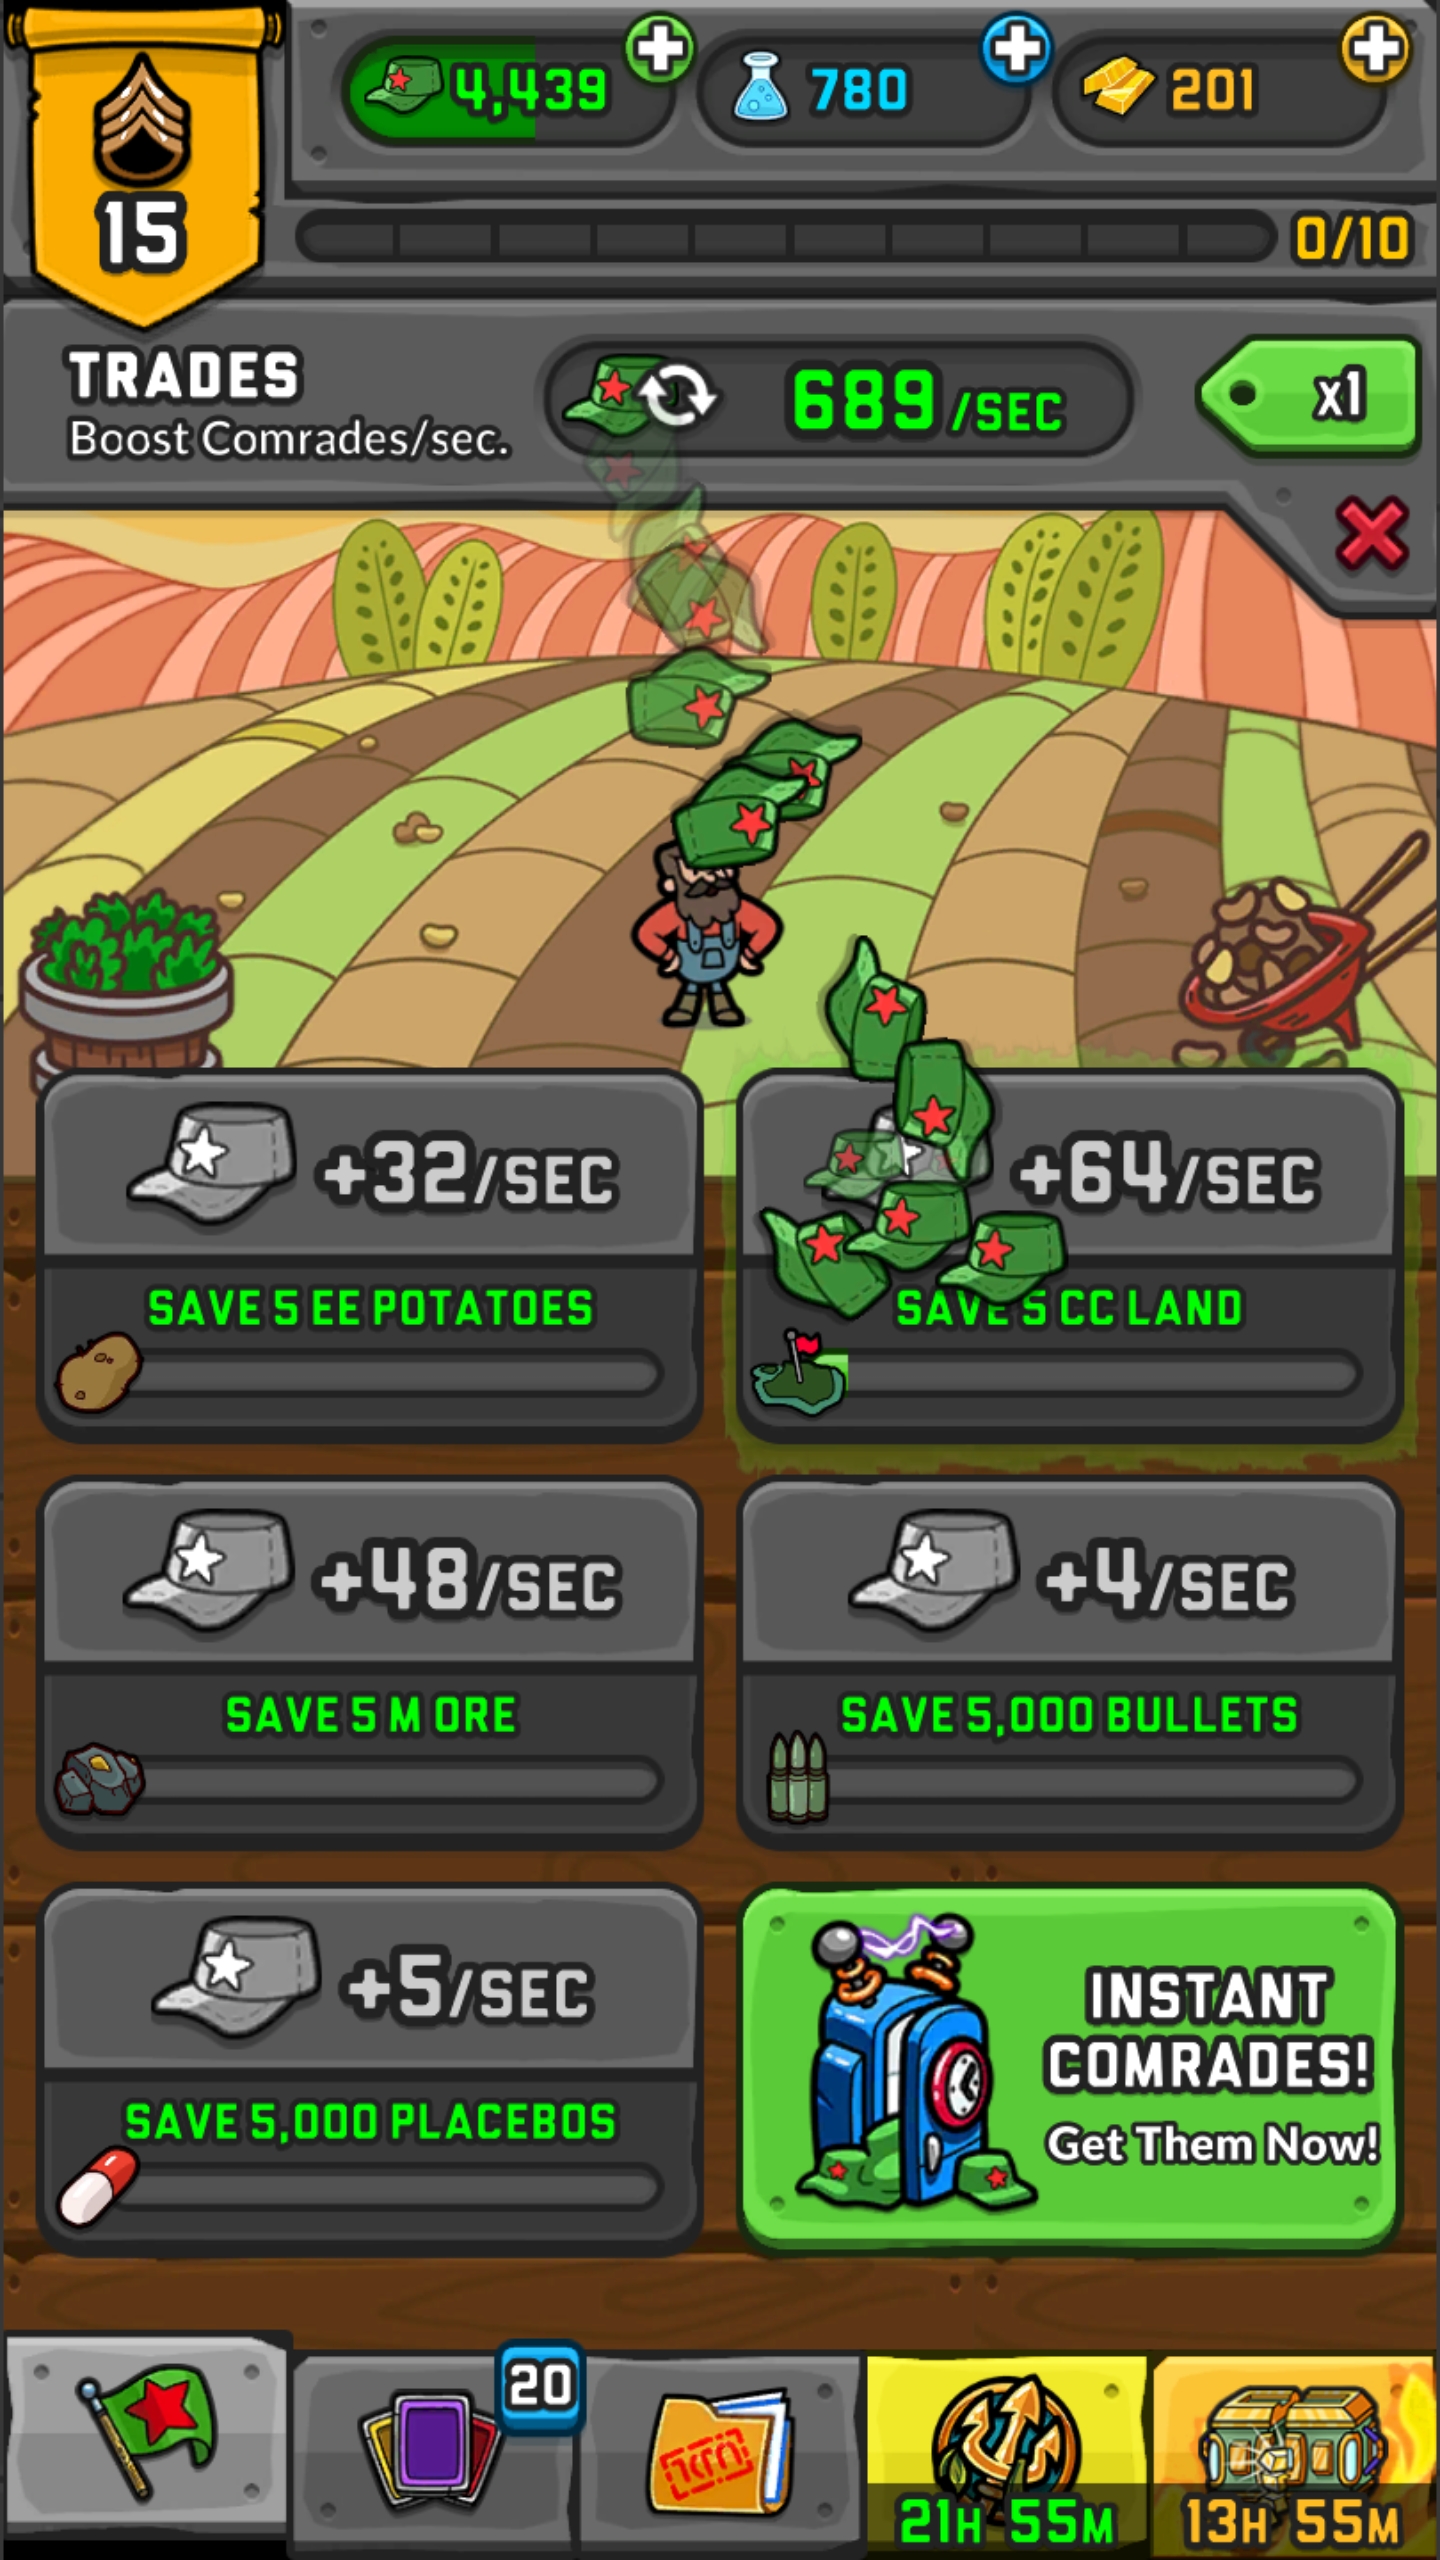 4,439
780
201
15
0/10
TRADES
Boost Comrades/sec.
689 /SEC
x1
+32/SEC
SAVE 5 EE POTATOES
+64/SEC
SAVE 5 CC LAND
+48/SEC
SAVE 5 M ORE
+4/SEC
SAVE 5,000 BULLETS
+5/SEC
SAVE 5,000 PLACEBOS
INSTANT
COMRADES!
Get Them Now!
20
21H 55M
13H 55M